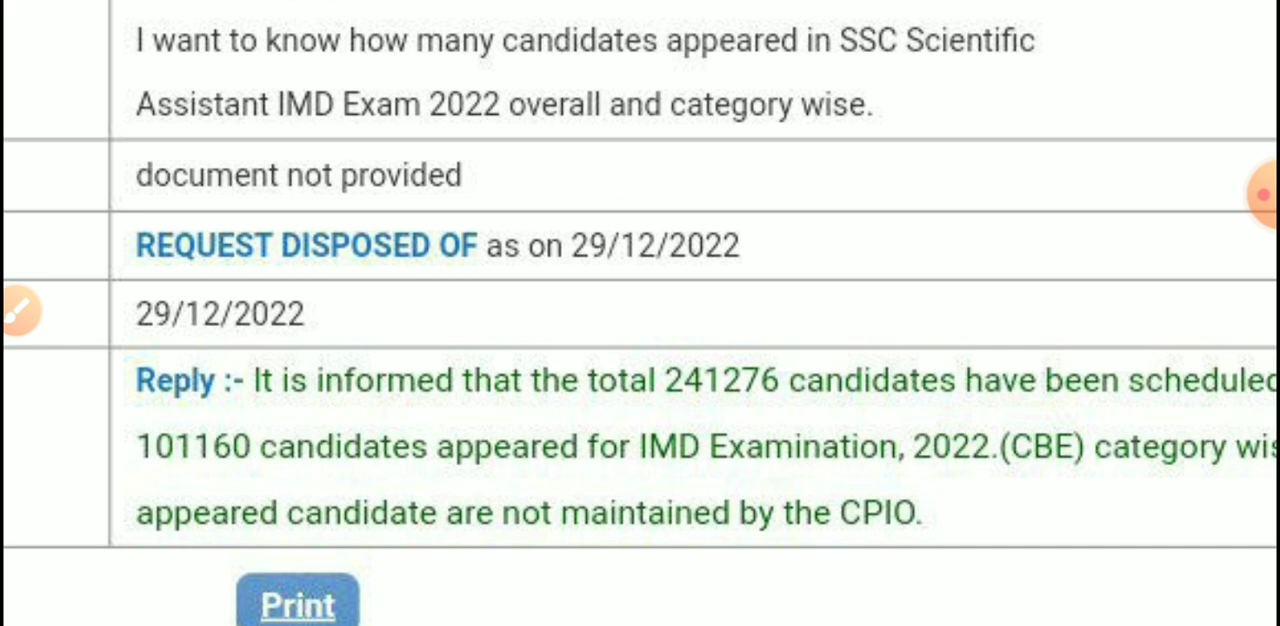 I want to know how many candidates appeared in SSC Scientific
Assistant IMD Exam 2022 overall and category wise.
document not provided
REQUEST DISPOSED OF as on 29/12/2022
29/12/2022
Reply :- It is informed that the total 241276 candidates have been scheduled
101160 candidates appeared for IMD Examination, 2022.(CBE) category wis
appeared candidate are not maintained by the CPIO.
Print